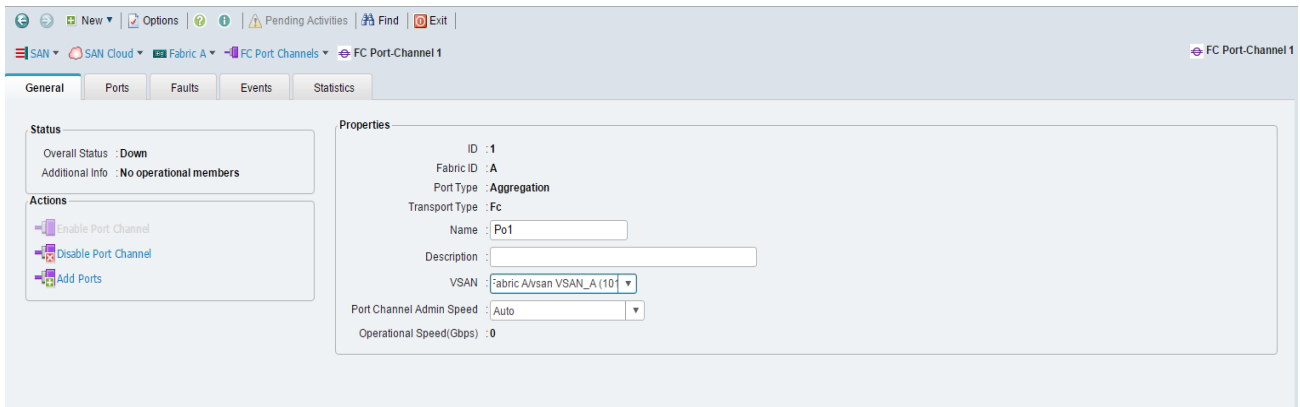 New Options Pending Activities Find Exit
SAN SAN Cloud Fabric A FC Port Channels FC Port-Channel 1 FC Port-Channel 1
General Ports Faults Events Statistics
Status
Overall Status : Down
Additional Info : No operational members
Actions
Enable Port Channel
Disable Port Channel
Add Ports
Properties
ID : 1
Fabric ID : A
Port Type : Aggregation
Transport Type : Fc
Name : Po1
Description :
VSAN : Fabric A/vsan VSAN_A (101
Port Channel Admin Speed : Auto
Operational Speed(Gbps) : 0